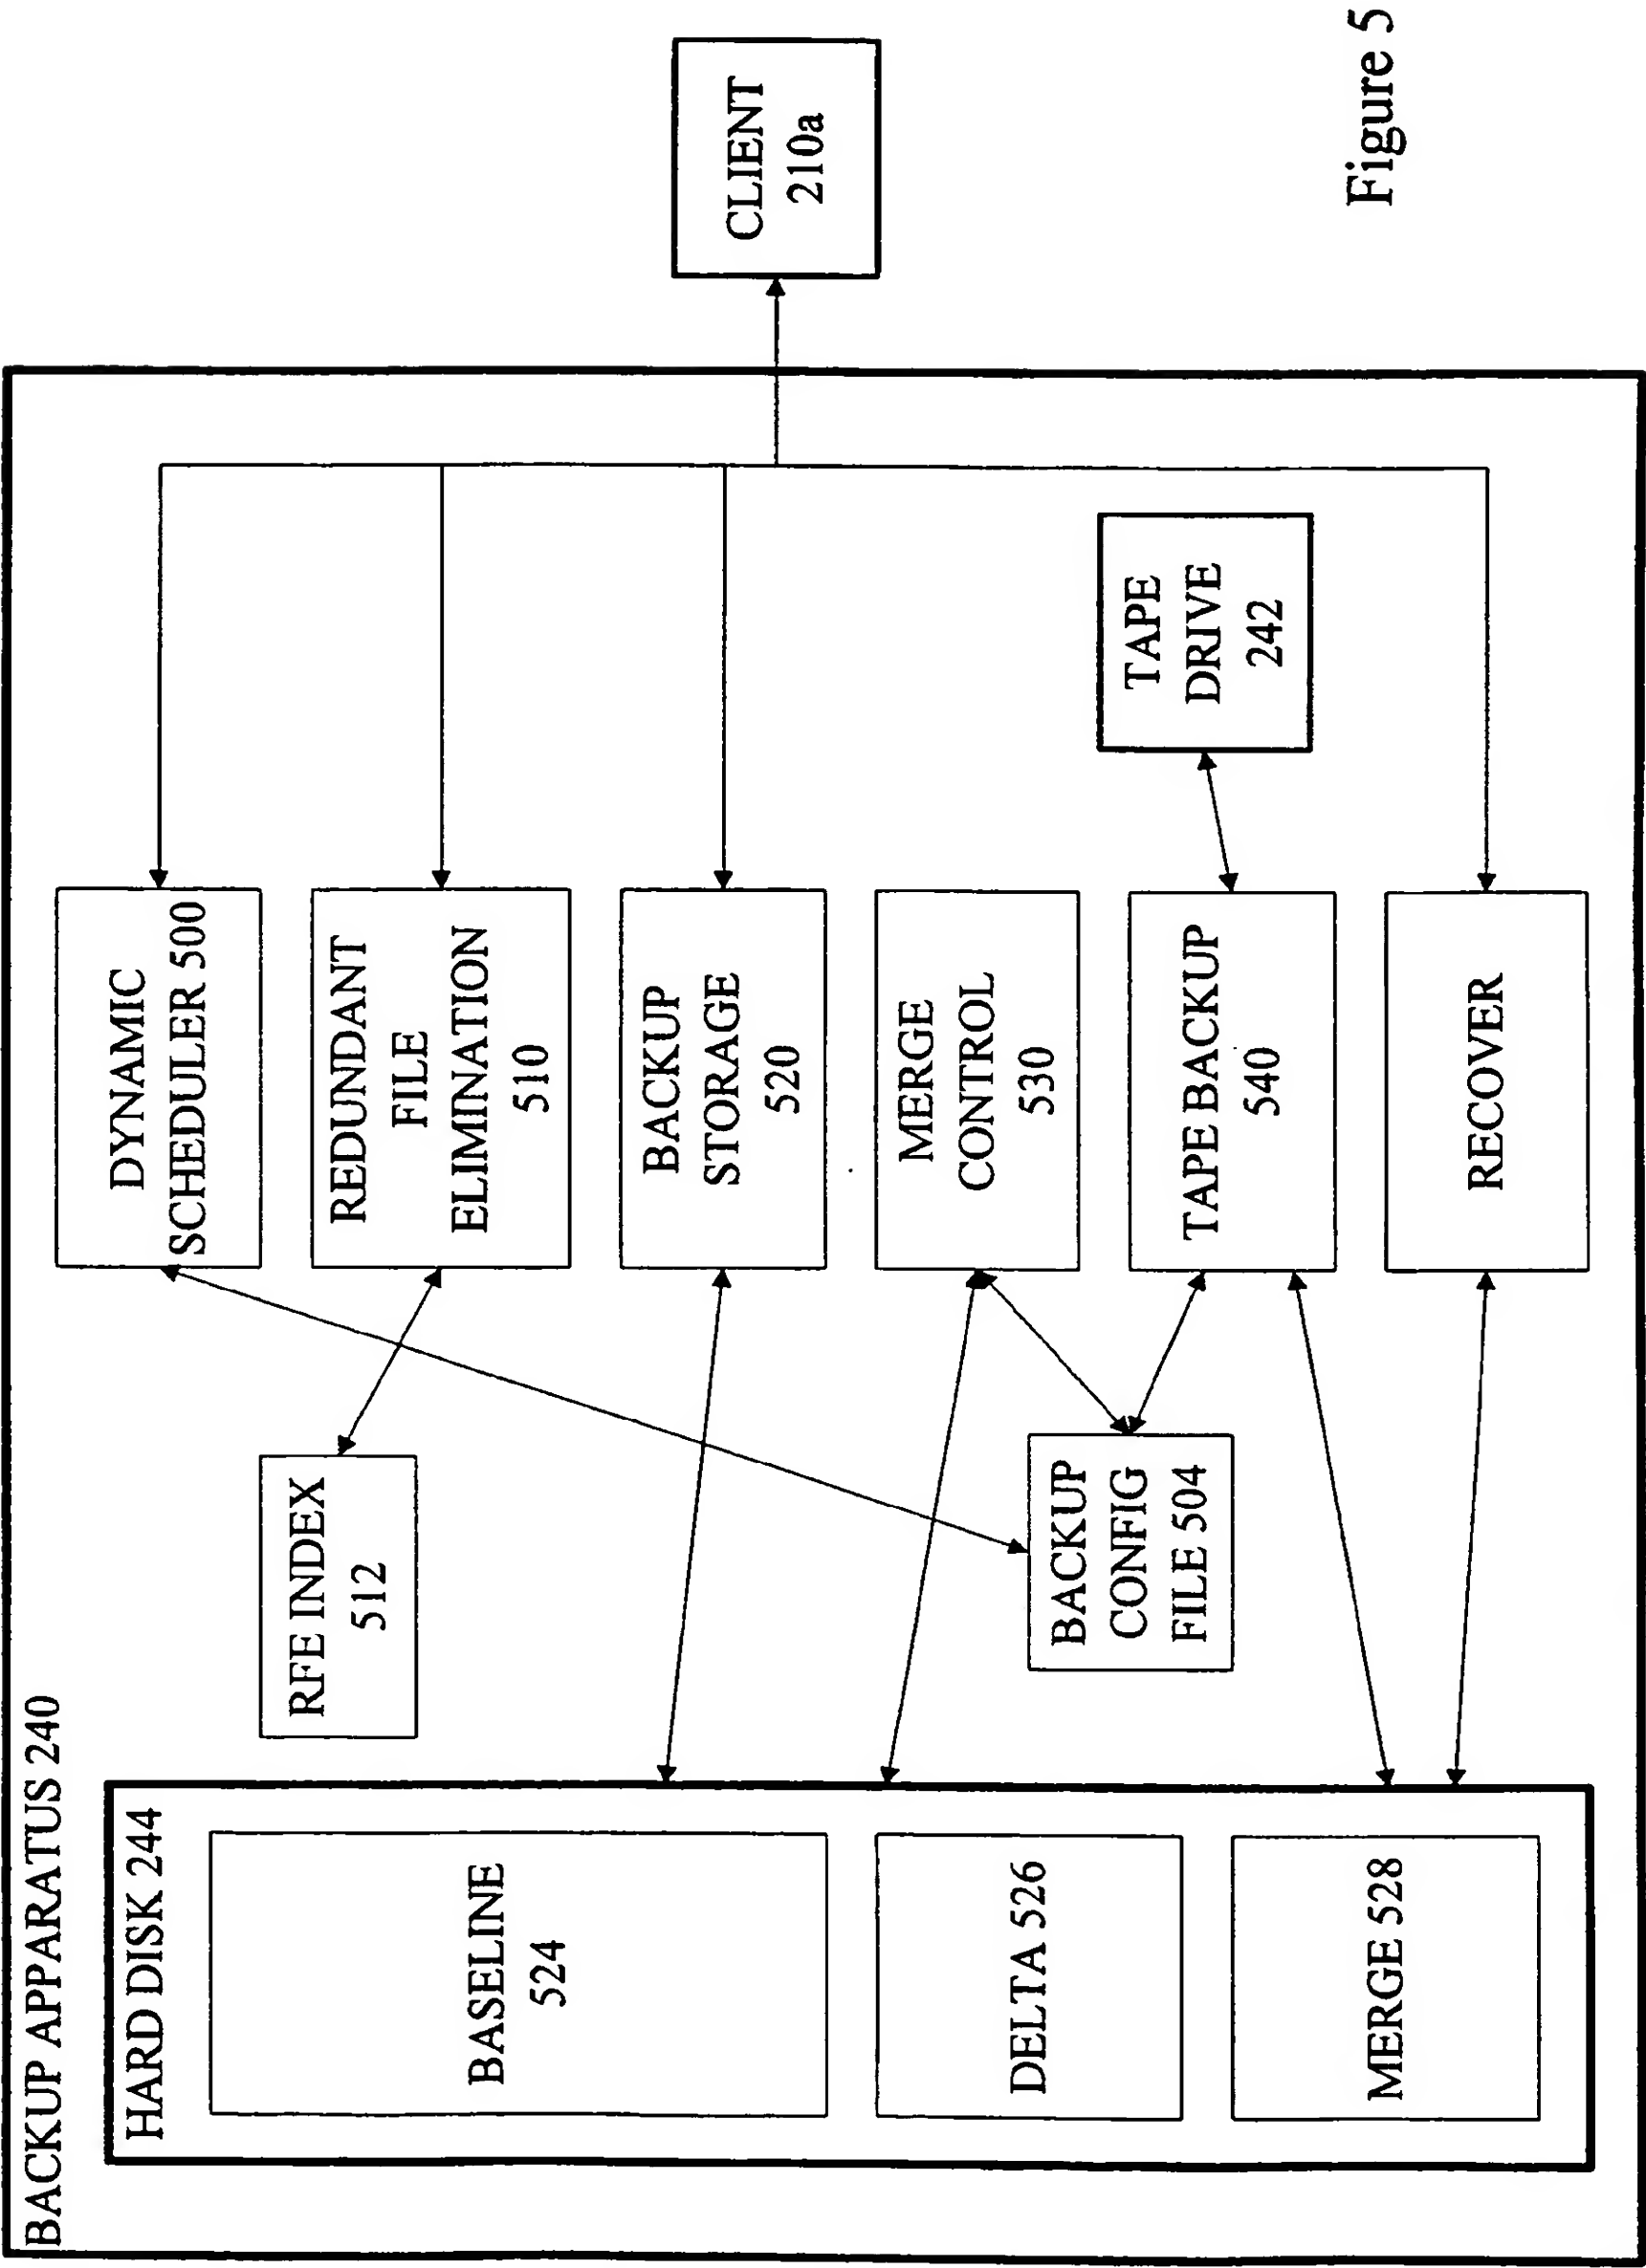 BACKUP APPARATUS 240
HARD DISK 244
BASELINE
524
DELTA 526
MERGE 528
RFE INDEX
512
BACKUP
CONFIG
FILE 504
DYNAMIC
SCHEDULER 500
REDUNDANT
FILE
ELIMINATION
510
BACKUP
STORAGE
520
MERGE
CONTROL
530
TAPE BACKUP
540
RECOVER
TAPE
DRIVE
242
CLIENT
210a
Figure 5